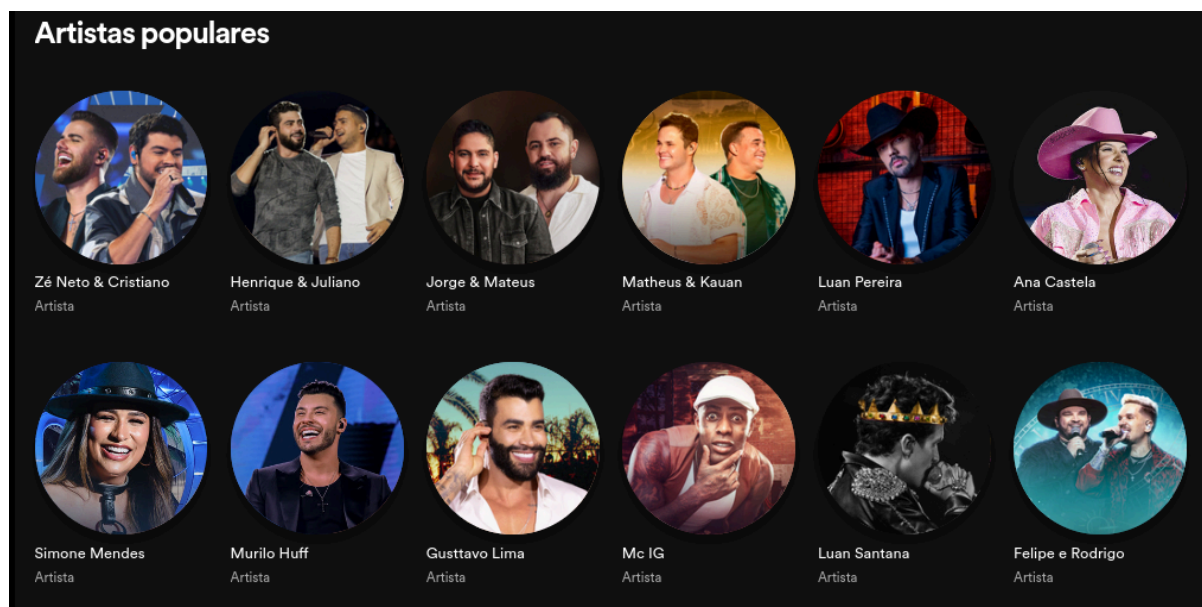 Artistas populares
Zé Neto & Cristiano
Henrique & Juliano
Jorge & Mateus
Matheus & Kauan
Luan Pereira
Ana Castela
Artista
Artista
Artista
Artista
Artista
Artista
Simone Mendes
Murilo Huff
Gusttavo Lima
Mc IG
Luan Santana
Felipe e Rodrigo
Artista
Artista
Artista
Artista
Artista
Artista